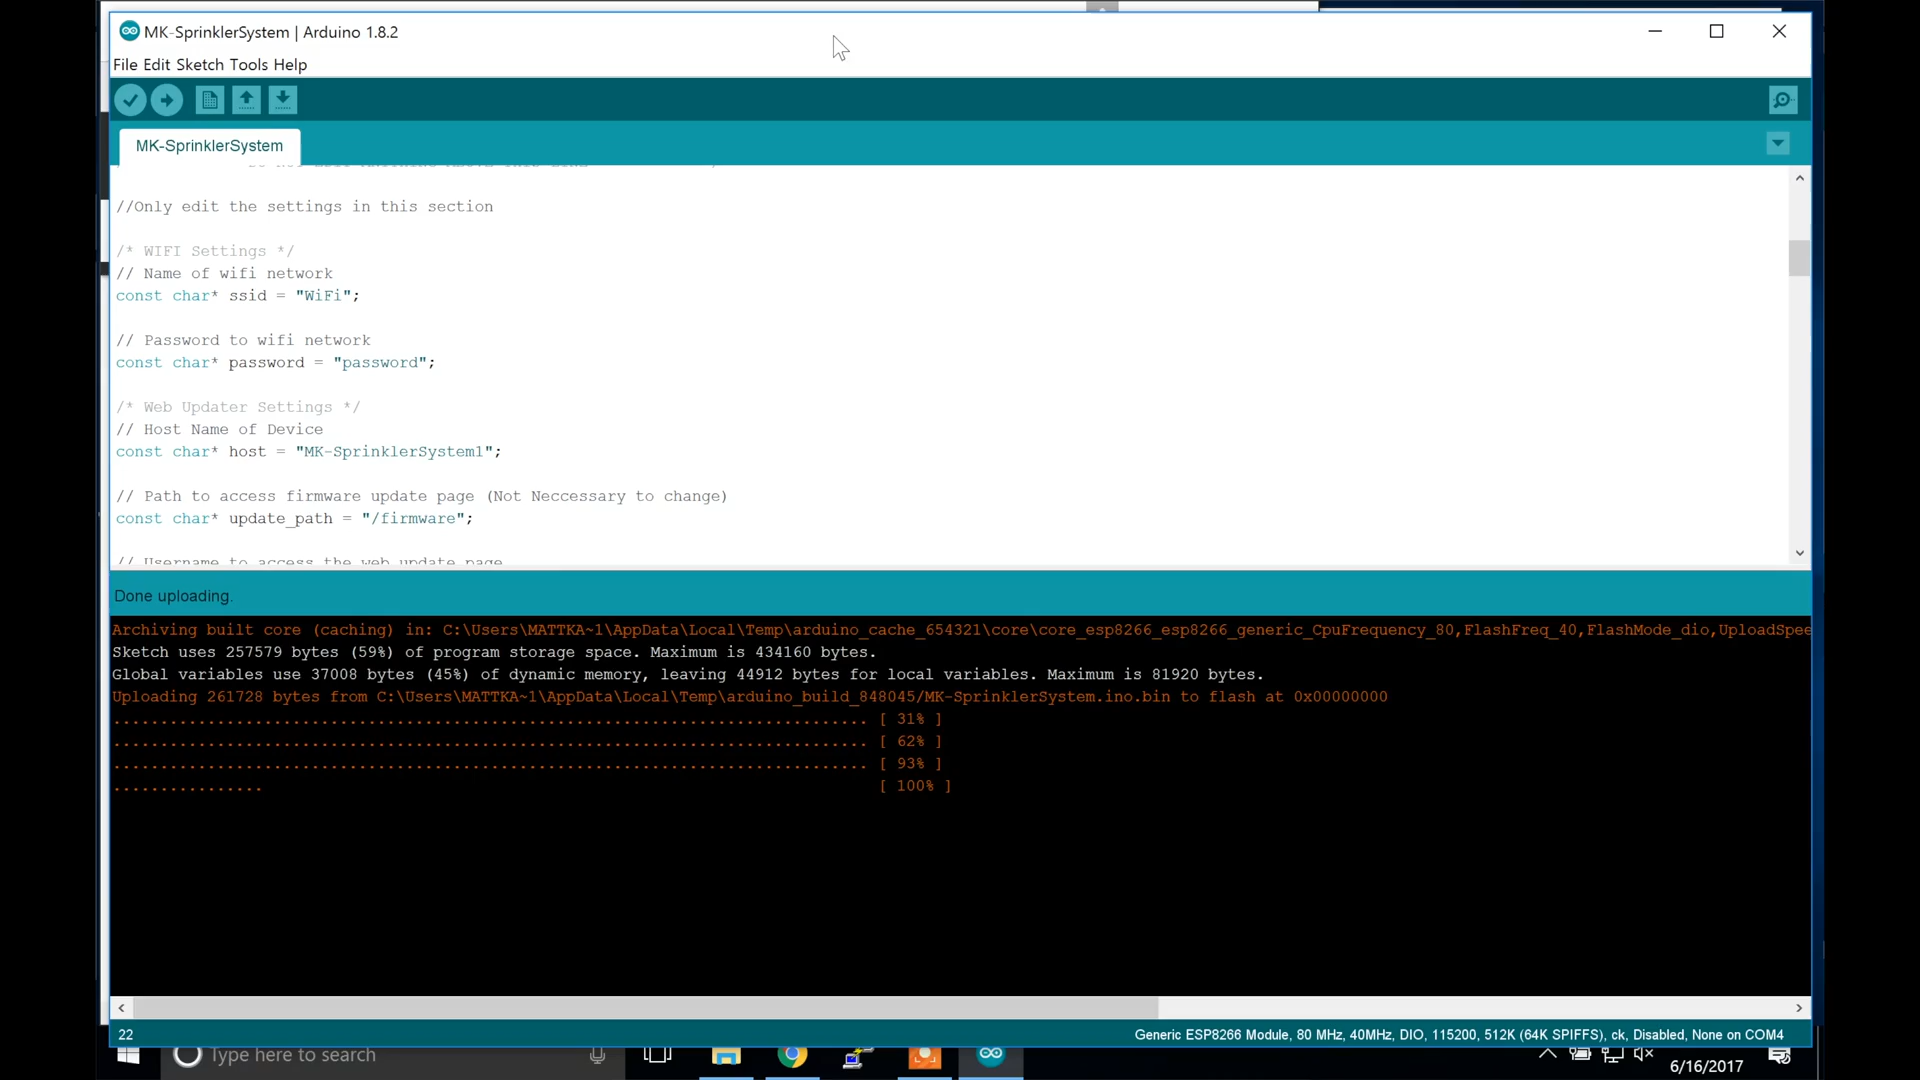 MK-SprinklerSystem | Arduino 1.8.2
File Edit Sketch Tools Help
MK-SprinklerSystem
//Only edit the settings in this section
/* WIFI Settings */
// Name of wifi network
const char* ssid = "WiFi";
// Password to wifi network
const char* password = "password";
/* Web Updater Settings */
// Host Name of Device
const char* host = "MK-SprinklerSystem1";
// Path to access firmware update page (Not Neccessary to change)
const char* update_path = "/firmware";
// Username to access the web update page
Done uploading.
Archiving built core (caching) in: C:\Users\MATTKA~1\AppData\Local\Temp\arduino_cache_654321\core\core_esp8266_esp8266_generic_CpuFrequency_80,FlashFreq_40,FlashMode_dio,UploadSpee
Sketch uses 257579 bytes (59%) of program storage space. Maximum is 434160 bytes.
Global variables use 37008 bytes (45%) of dynamic memory, leaving 44912 bytes for local variables. Maximum is 81920 bytes.
Uploading 261728 bytes from C:\Users\MATTKA~1\AppData\Local\Temp\arduino_build_848045/MK-SprinklerSystem.ino.bin to flash at 0x00000000
................................................................................ [ 31% ]
................................................................................ [ 62% ]
................................................................................ [ 93% ]
................ [ 100% ]
22
Generic ESP8266 Module, 80 MHz, 40MHz, DIO, 115200, 512K (64K SPIFFS), ck, Disabled, None on COM4
Type here to search
6/16/2017